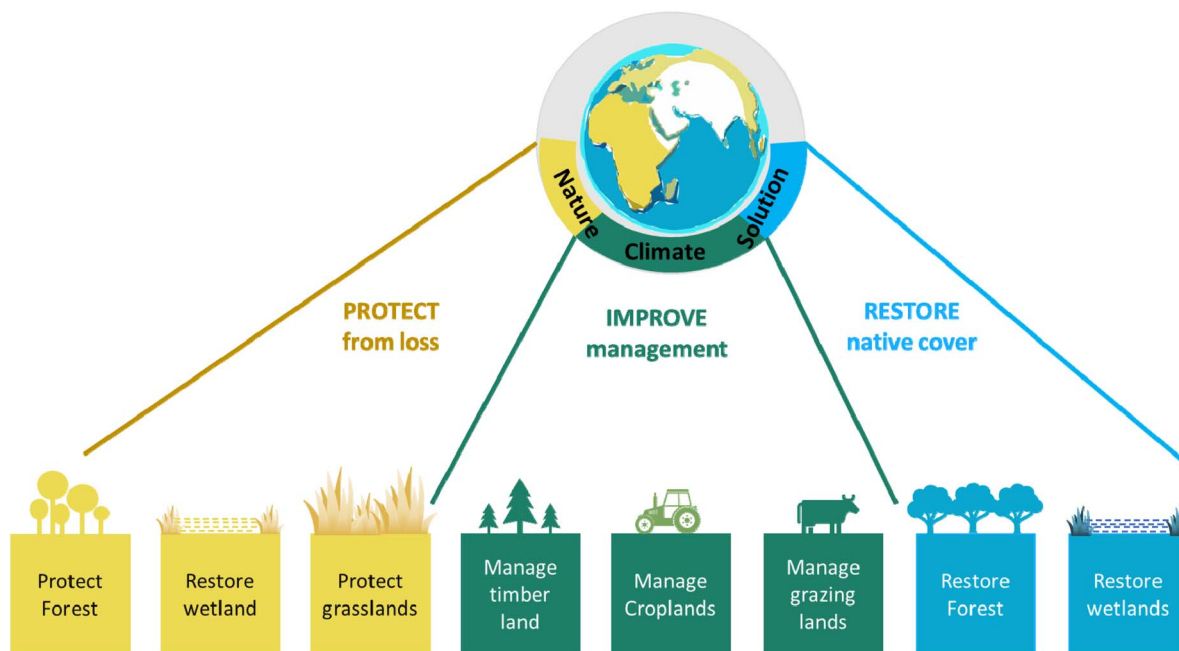 Nature
Climate
Solution
PROTECT
from loss
IMPROVE
management
RESTORE
native cover
Protect
Forest
Restore
wetland
Protect
grasslands
Manage
timber
land
Manage
Croplands
Manage
grazing
lands
Restore
Forest
Restore
wetlands